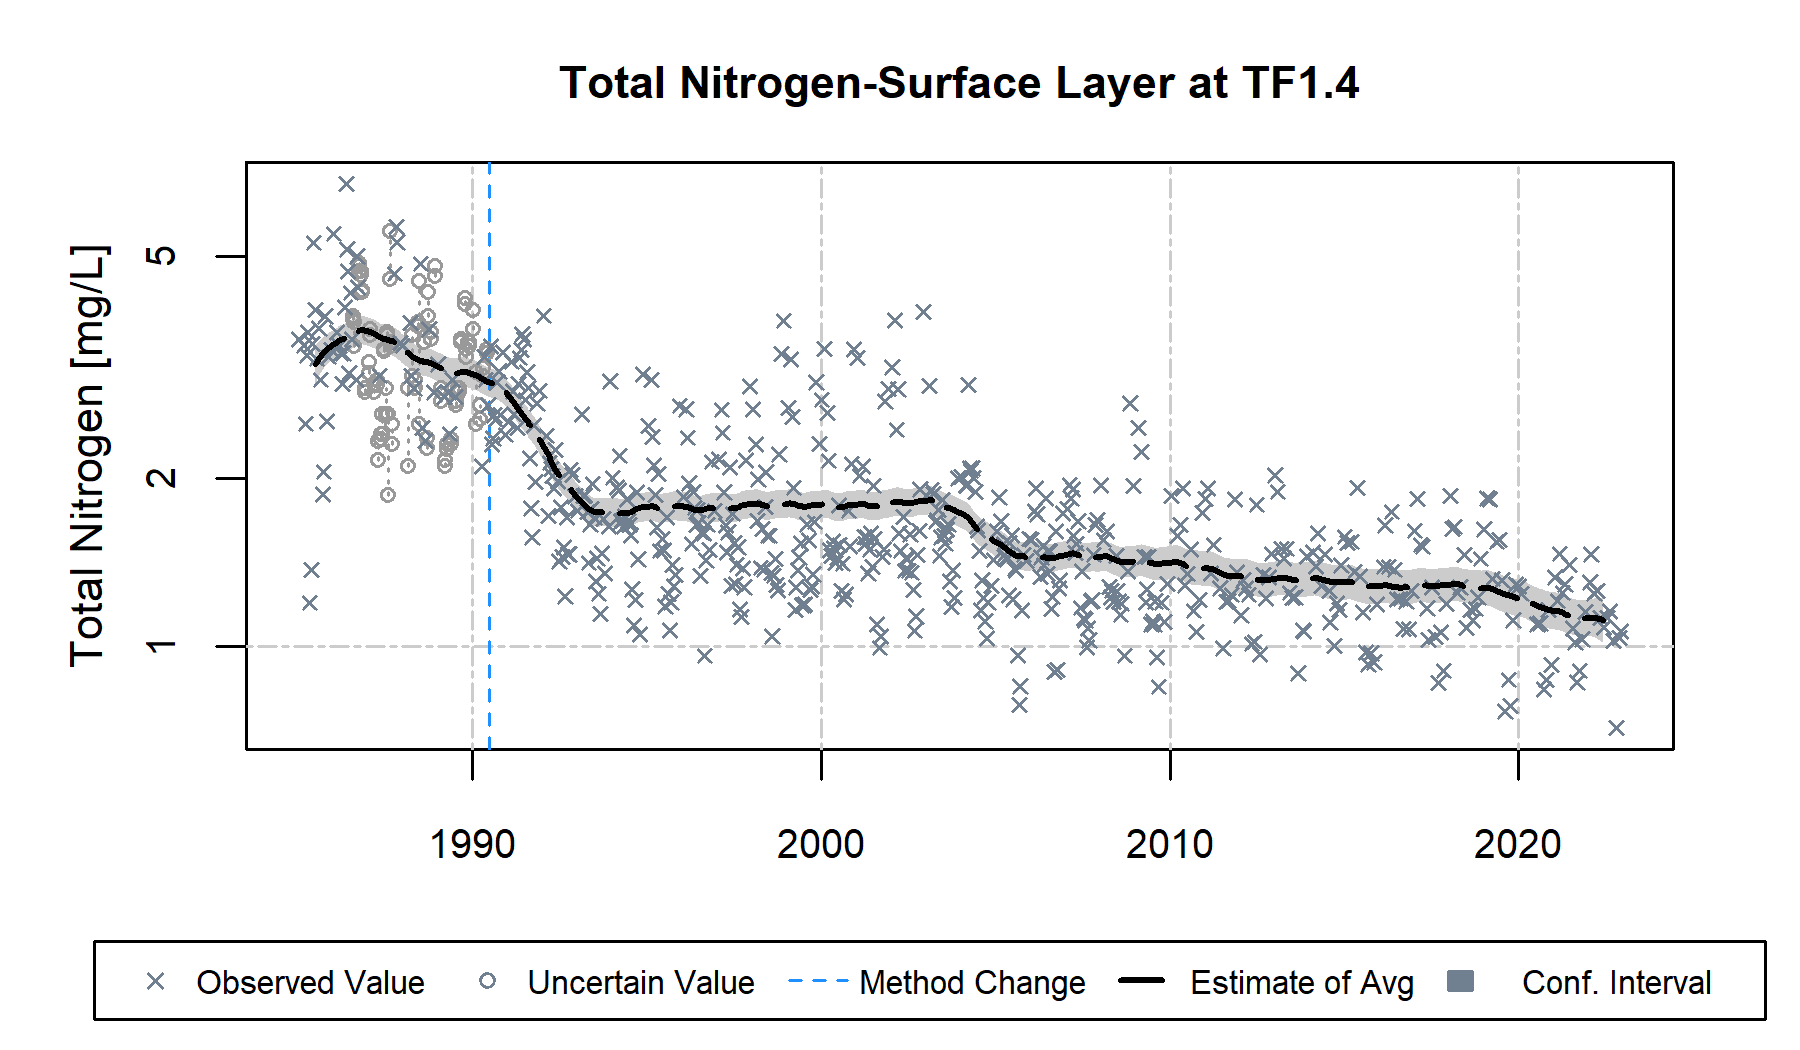 Total Nitrogen-Surface Layer at TF1.4
Total Nitrogen [mg/L]
5
2
1
1990 2000 2010 2020
Observed Value Uncertain Value Method Change Estimate of Avg Conf. Interval